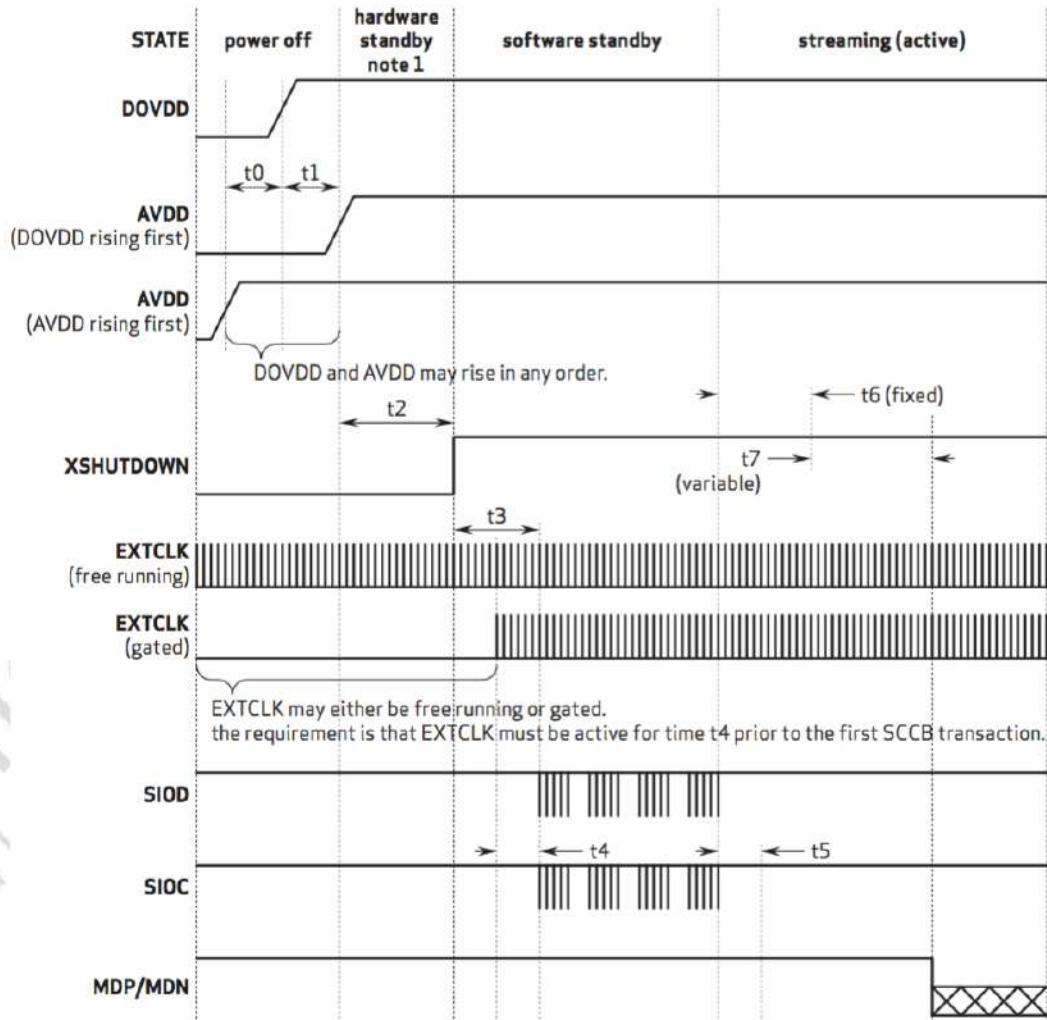 STATE
power off
hardware
standby
note 1
software standby
streaming (active)
DOVDD
t0
t1
AVDD
(DOVDD rising first)
AVDD
(AVDD rising first)
DOVDD and AVDD may rise in any order.
t2
t6 (fixed)
XSHUTDOWN
t7
(variable)
t3
EXTCLK
(free running)
EXTCLK
(gated)
EXTCLK may either be free running or gated.
the requirement is that EXTCLK must be active for time t4 prior to the first SCCB transaction.
SIOD
t4
t5
SIOC
MDP/MDN